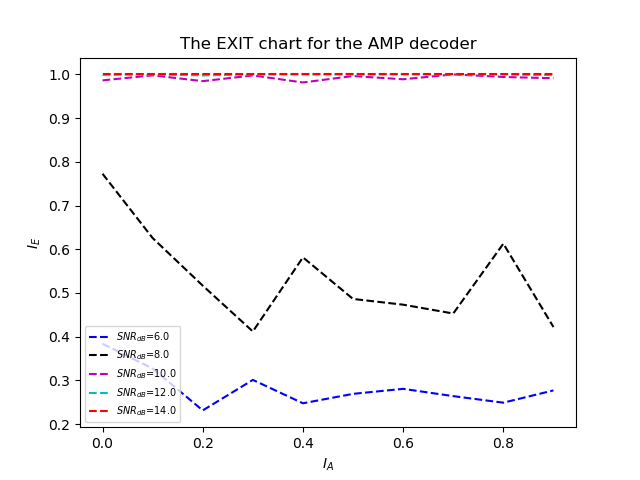 The EXIT chart for the AMP decoder
1.0
0.9
0.8
0.7
0.6
0.5
0.4
0.3
0.2
I_E
SNR_dB=6.0
SNR_dB=8.0
SNR_dB=10.0
SNR_dB=12.0
SNR_dB=14.0
0.0 0.2 0.4 0.6 0.8
I_A